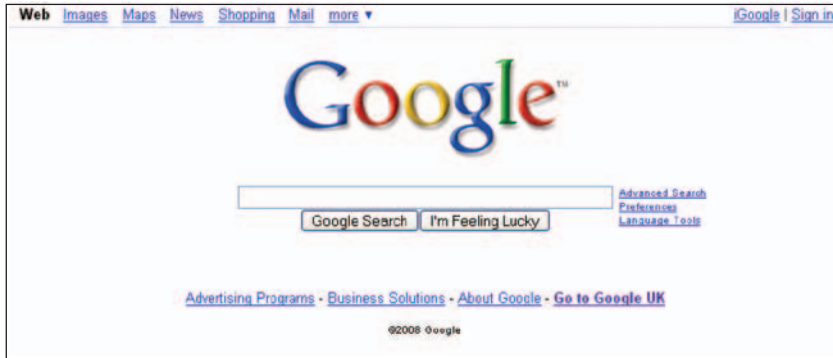 Web Images Maps News Shopping Mail more ▼ iGoogle | Sign in
Google™
Advanced Search
Preferences
Google Search I'm Feeling Lucky Language Tools
Advertising Programs - Business Solutions - About Google - Go to Google UK
©2008 Google